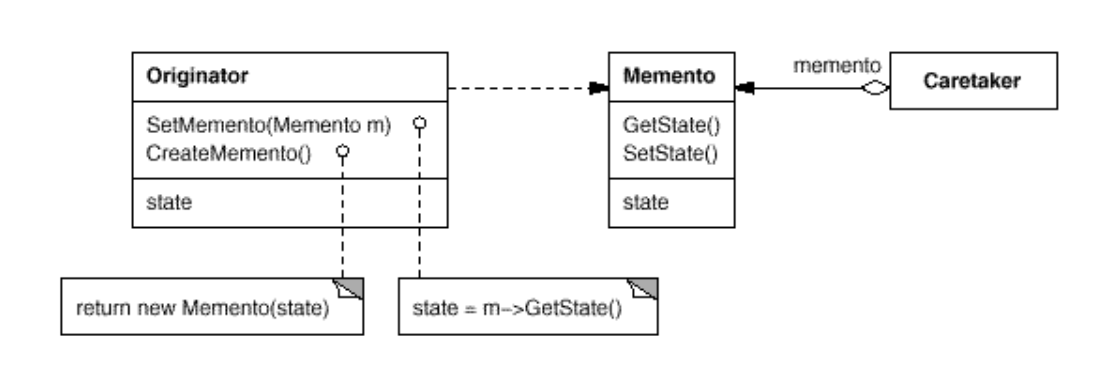 Originator
SetMemento(Memento m)
CreateMemento()
state
return new Memento(state)
state = m->GetState()
Memento
GetState()
SetState()
state
memento
Caretaker